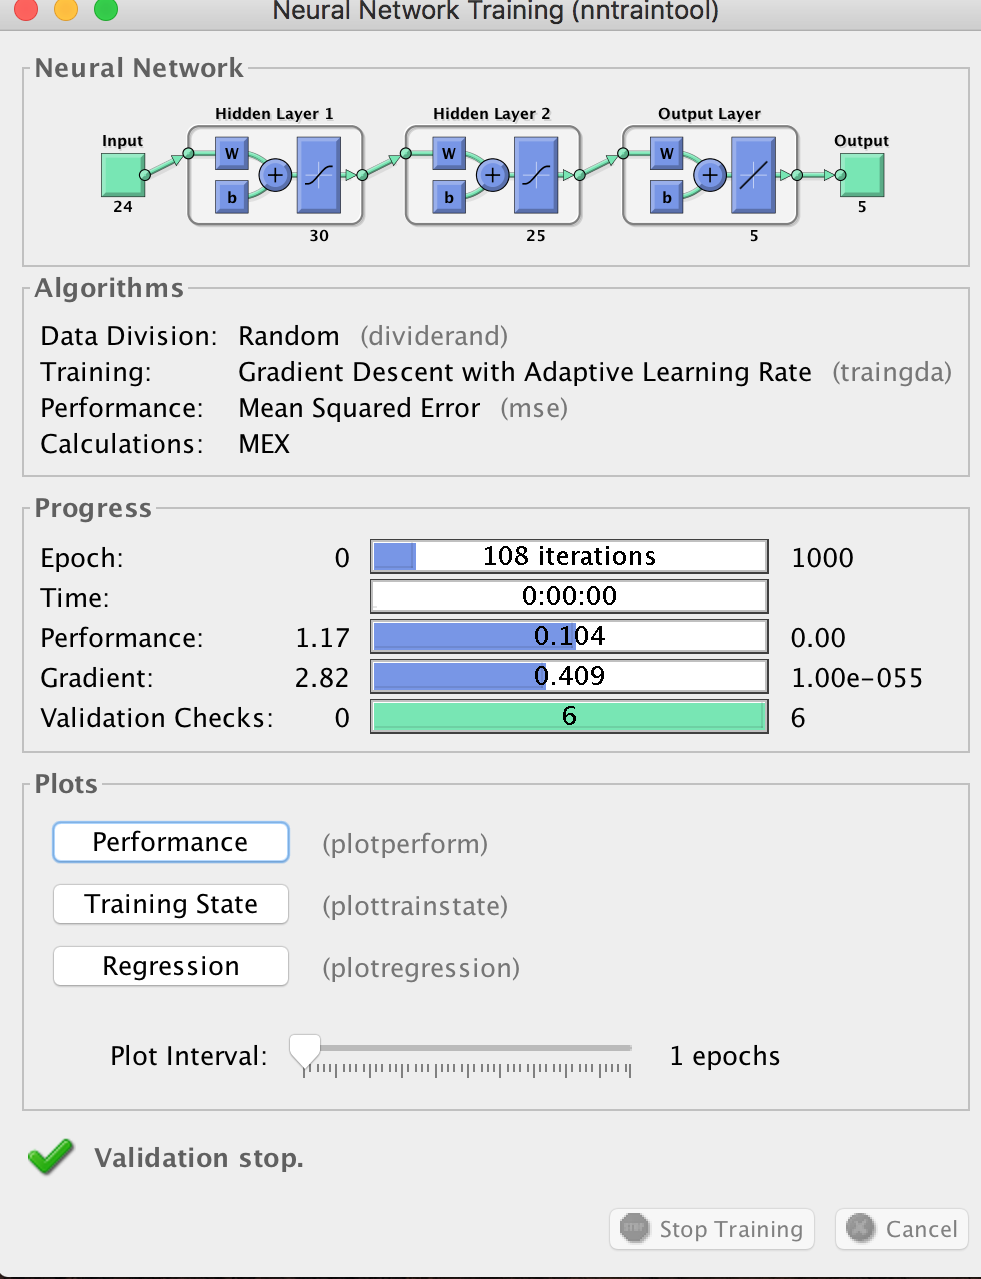 Neural Network Training (nntraintool)
Neural Network
Hidden Layer 1 Hidden Layer 2 Output Layer
Input Output
W W W
+ + +
b b b
24 5
30 25 5
Algorithms
Data Division: Random (dividerand)
Training: Gradient Descent with Adaptive Learning Rate (traingda)
Performance: Mean Squared Error (mse)
Calculations: MEX
Progress
Epoch: 0 108 iterations 1000
Time: 0:00:00
Performance: 1.17 0.104 0.00
Gradient: 2.82 0.409 1.00e-055
Validation Checks: 0 6 6
Plots
Performance (plotperform)
Training State (plottrainstate)
Regression (plotregression)
Plot Interval: 1 epochs
Validation stop.
STOP Stop Training Cancel